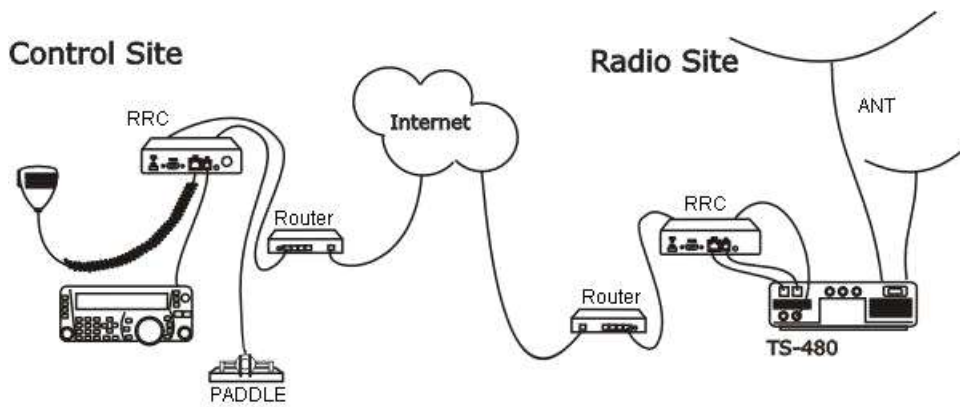 Control Site
Radio Site
RRC
Internet
ANT
Router
RRC
Router
TS-480
PADDLE